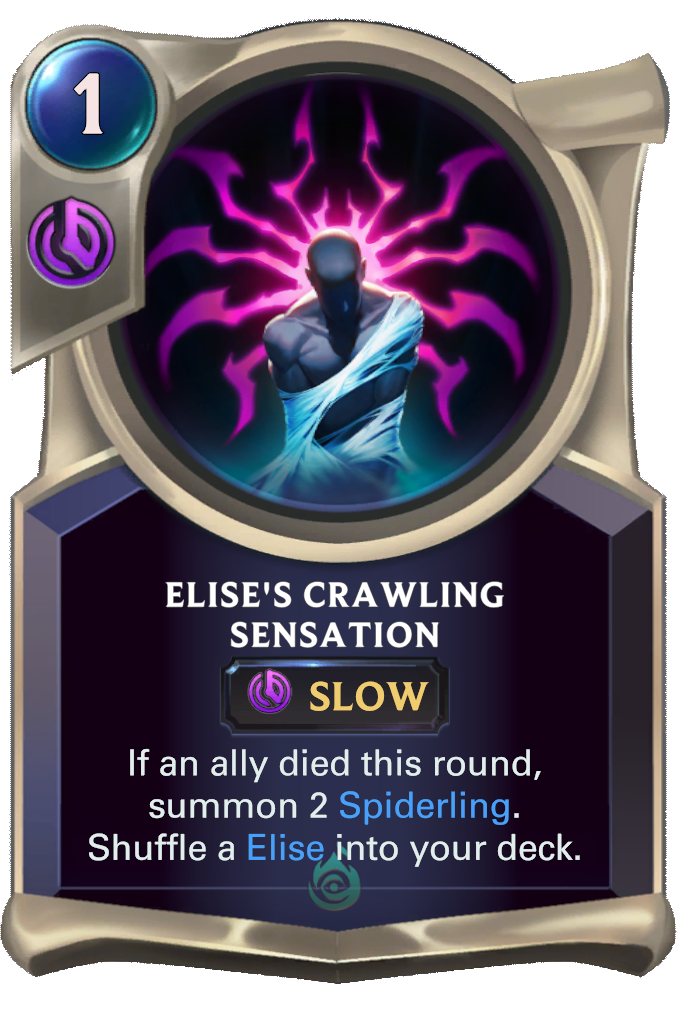 1
ELISE'S CRAWLING
SENSATION
SLOW
If an ally died this round,
summon 2 Spiderling.
Shuffle a Elise into your deck.